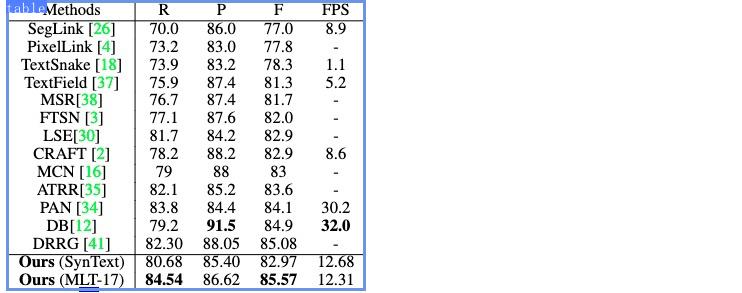 table
Methods R P F FPS
SegLink [26] 70.0 86.0 77.0 8.9
PixelLink [4] 73.2 83.0 77.8 -
TextSnake [18] 73.9 83.2 78.3 1.1
TextField [37] 75.9 87.4 81.3 5.2
MSR[38] 76.7 87.4 81.7 -
FTSN [3] 77.1 87.6 82.0 -
LSE[30] 81.7 84.2 82.9 -
CRAFT [2] 78.2 88.2 82.9 8.6
MCN [16] 79 88 83 -
ATRR[35] 82.1 85.2 83.6 -
PAN [34] 83.8 84.4 84.1 30.2
DB[12] 79.2 91.5 84.9 32.0
DRRG [41] 82.30 88.05 85.08 -
Ours (SynText) 80.68 85.40 82.97 12.68
Ours (MLT-17) 84.54 86.62 85.57 12.31